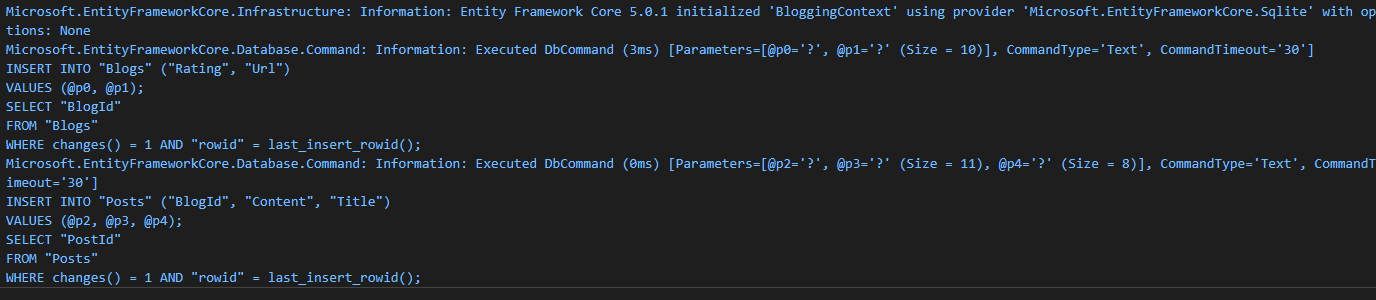 Microsoft.EntityFrameworkCore.Infrastructure: Information: Entity Framework Core 5.0.1 initialized 'BloggingContext' using provider 'Microsoft.EntityFrameworkCore.Sqlite' with op
tions: None
Microsoft.EntityFrameworkCore.Database.Command: Information: Executed DbCommand (3ms) [Parameters=[@p0='?', @p1='?' (Size = 10)], CommandType='Text', CommandTimeout='30']
INSERT INTO "Blogs" ("Rating", "Url")
VALUES (@p0, @p1);
SELECT "BlogId"
FROM "Blogs"
WHERE changes() = 1 AND "rowid" = last_insert_rowid();
Microsoft.EntityFrameworkCore.Database.Command: Information: Executed DbCommand (0ms) [Parameters=[@p2='?', @p3='?' (Size = 11), @p4='?' (Size = 8)], CommandType='Text', CommandT
imeout='30']
INSERT INTO "Posts" ("BlogId", "Content", "Title")
VALUES (@p2, @p3, @p4);
SELECT "PostId"
FROM "Posts"
WHERE changes() = 1 AND "rowid" = last_insert_rowid();